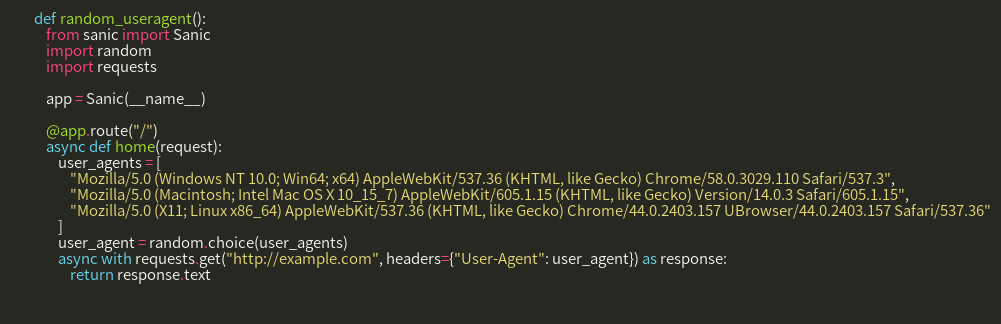 def random_useragent():
from sanic import Sanic
import random
import requests
app = Sanic(__name__)
@app.route("/")
async def home(request):
user_agents = [
"Mozilla/5.0 (Windows NT 10.0; Win64; x64) AppleWebKit/537.36 (KHTML, like Gecko) Chrome/58.0.3029.110 Safari/537.3",
"Mozilla/5.0 (Macintosh; Intel Mac OS X 10_15_7) AppleWebKit/605.1.15 (KHTML, like Gecko) Version/14.0.3 Safari/605.1.15",
"Mozilla/5.0 (X11; Linux x86_64) AppleWebKit/537.36 (KHTML, like Gecko) Chrome/44.0.2403.157 UBrowser/44.0.2403.157 Safari/537.36"
]
user_agent = random.choice(user_agents)
async with requests.get("http://example.com", headers={"User-Agent": user_agent}) as response:
return response.text